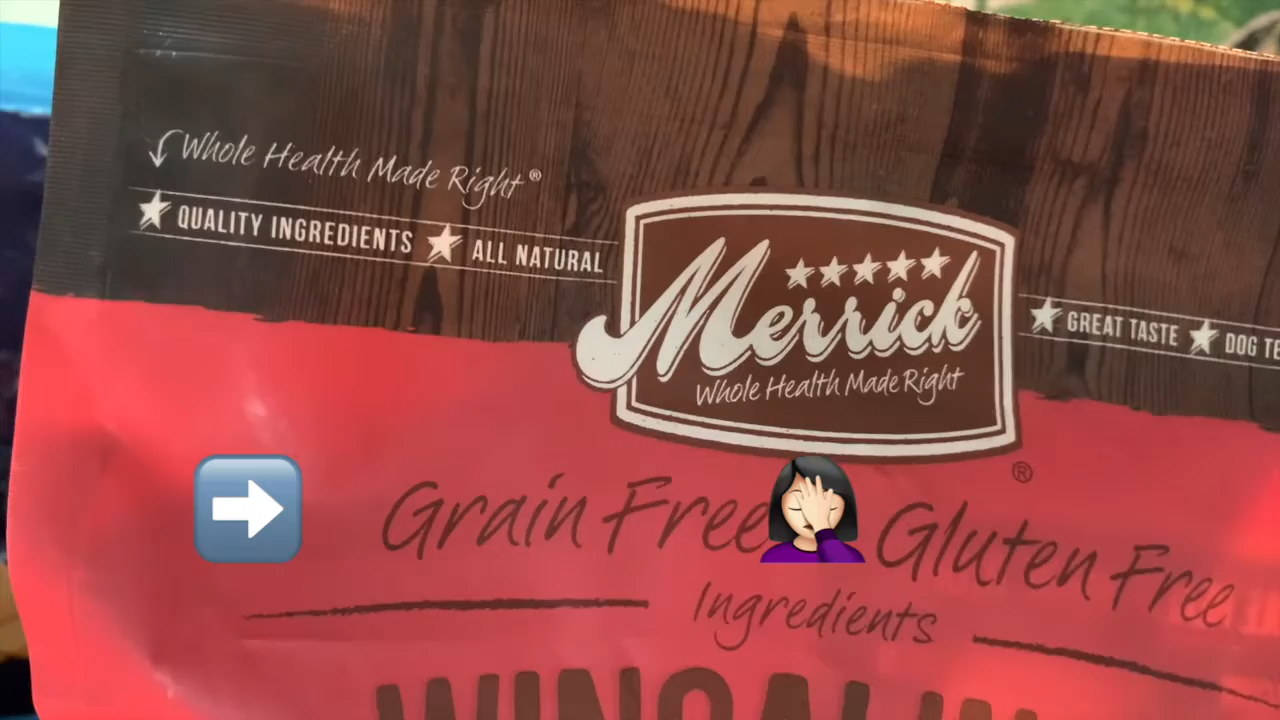 Whole Health Made Right®
★ QUALITY INGREDIENTS ★ ALL NATURAL
Merrick
Whole Health Made Right
®
★ GREAT TASTE ★ DOG
Grain Free Gluten Free
Ingredients